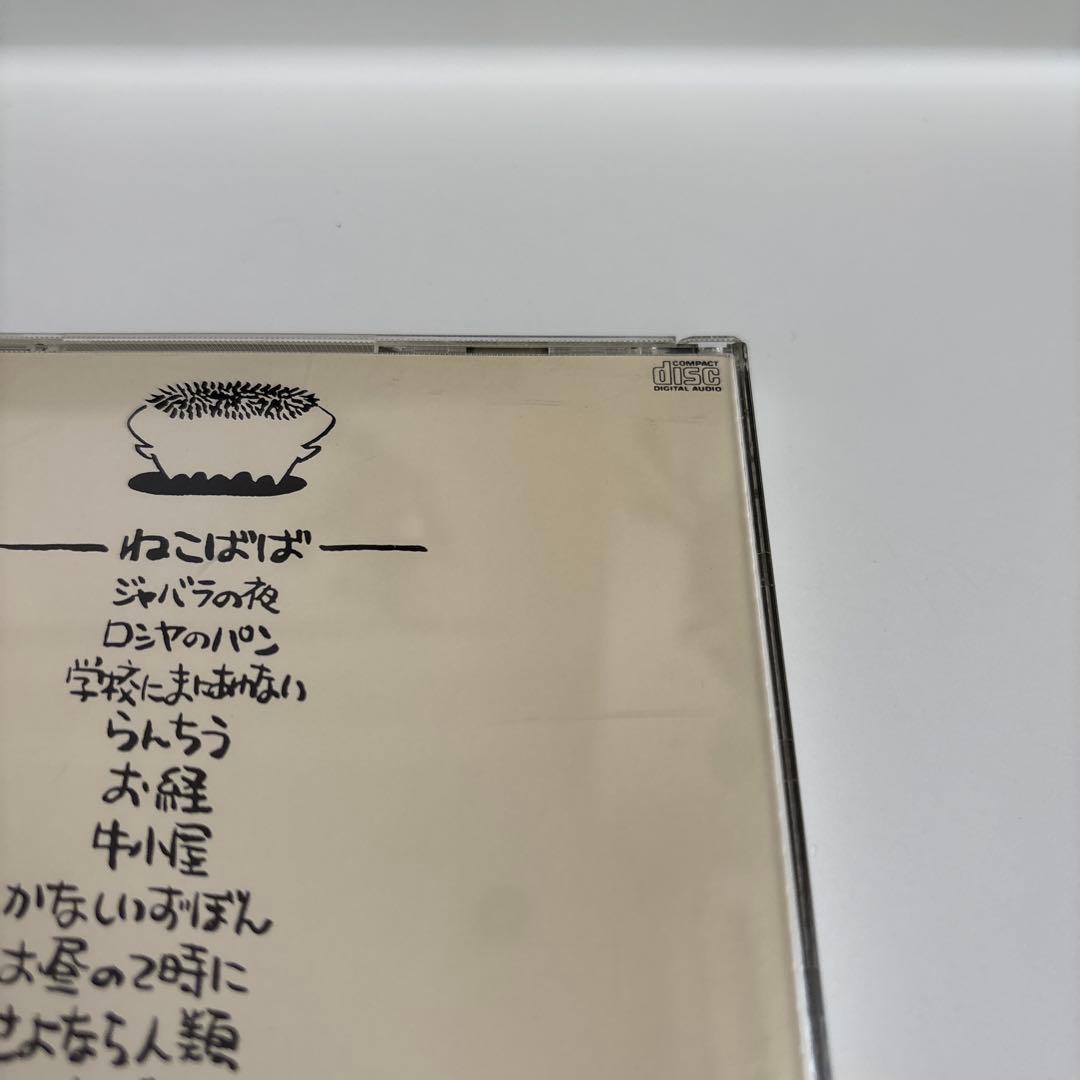 COMPACT
disc
DIGITAL AUDIO
ねこばば
ジャバラの夜
ロシヤのパン
学校にまにあわない
らんちう
お経
牛小屋
かなしいずぼん
お昼の2時に
さよなら人類